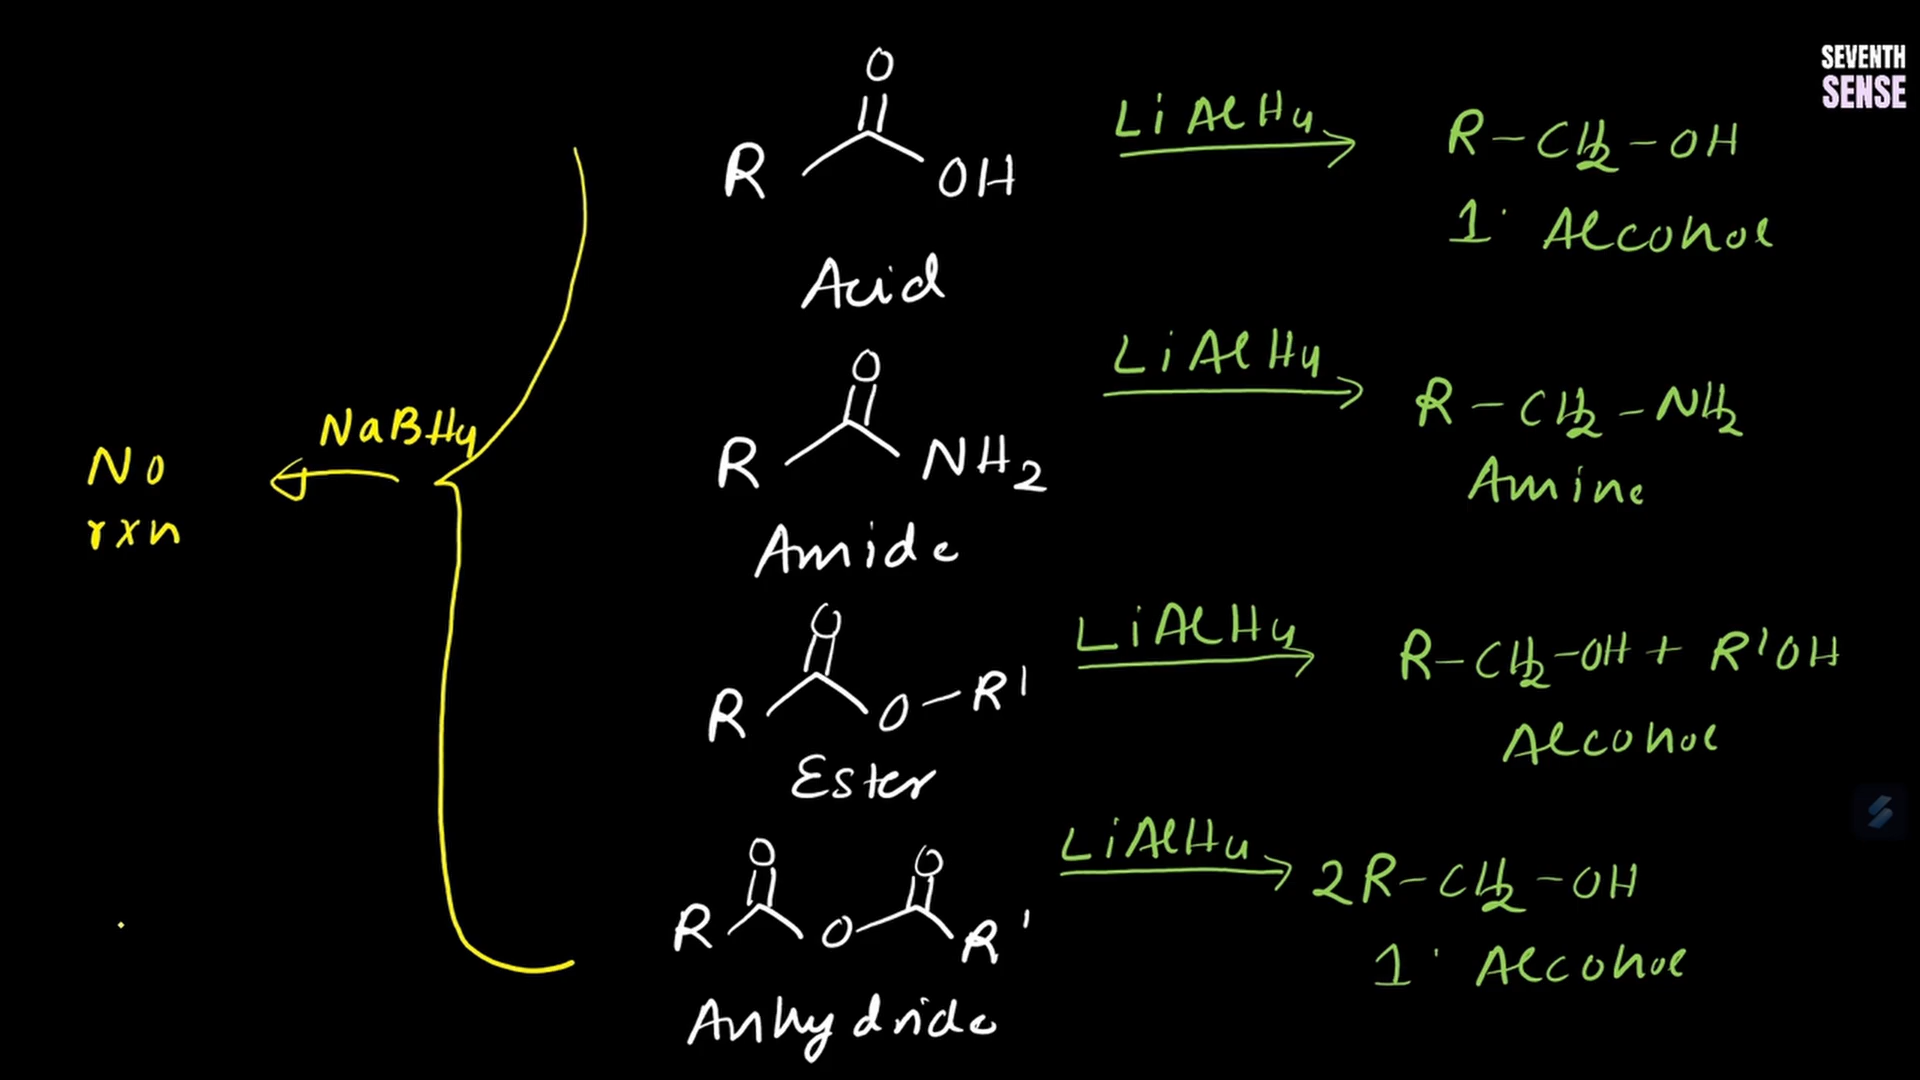 SEVENTH
SENSE
O
R OH
LiAlH4
R-CH2-OH
1° Alcohol
Acid
O
R NH2
LiAlH4
R-CH2-NH2
Amine
Amide
NaBH4
No
rxn
O
R O-R'
LiAlH4
R-CH2-OH + R'OH
Alcohol
Ester
O O
R O R'
LiAlH4
2R-CH2-OH
1° Alcohol
Anhydride